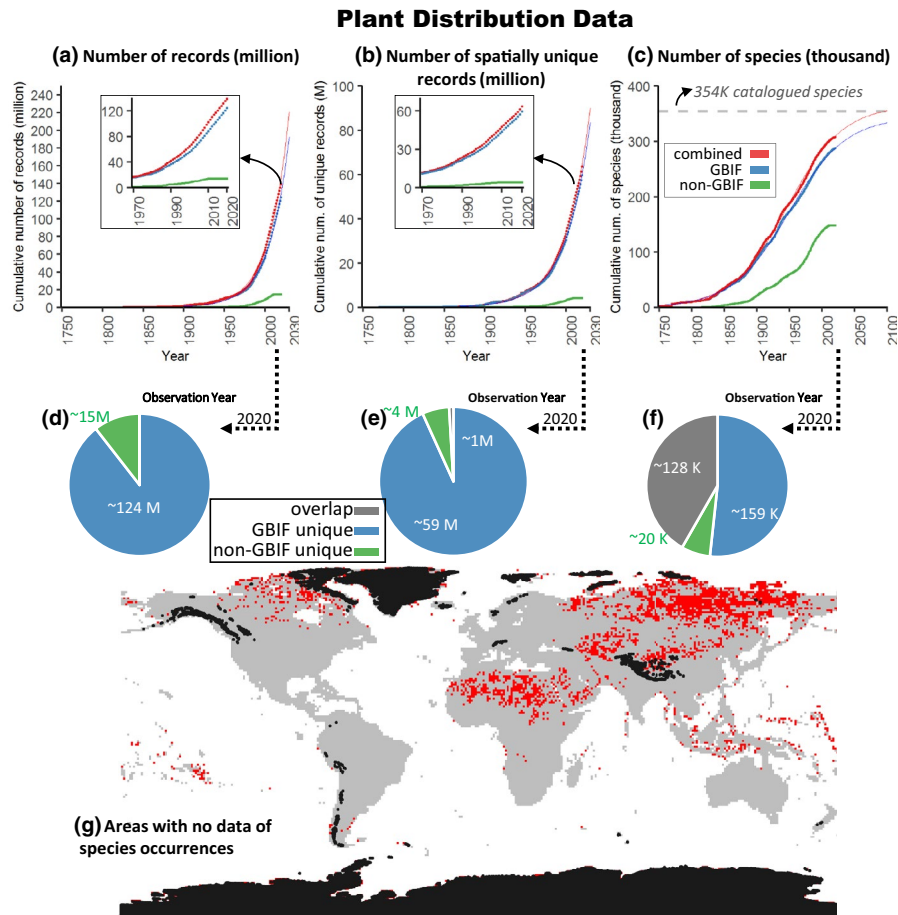 Plant Distribution Data
(a) Number of records (million)
Cumulative number of records (million)
240
220
200
180
160
140
120
100
80
60
40
20
0
120
80
40
0
1970
1990
2010
2020
1750
1800
1850
1900
1950
2000
2030
Year
(b) Number of spatially unique
records (million)
Cumulative num. of unique records (M)
100
80
60
40
20
0
60
30
0
1970
1990
2010
2020
1750
1800
1850
1900
1950
2000
2030
Year
(c) Number of species (thousand)
Cumulative num. of species (thousand)
400
300
200
100
0
354K catalogued species
combined
GBIF
non-GBIF
1750
1800
1850
1900
1950
2000
2050
2100
Year
(d)
Observation Year
2020
~15M
~124 M
(e)
Observation Year
2020
~4 M
~1M
~59 M
(f)
Observation Year
2020
~128 K
~159 K
~20 K
overlap
GBIF unique
non-GBIF unique
(g) Areas with no data of
species occurrences